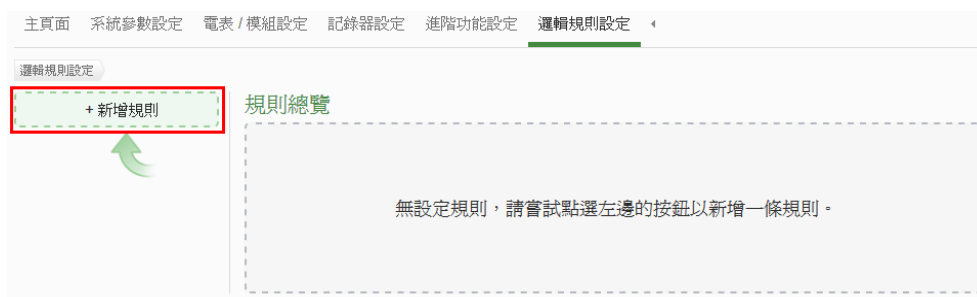 主頁面 系統參數設定 電表 / 模組設定 記錄器設定 進階功能設定 邏輯規則設定
邏輯規則設定
+ 新增規則
規則總覽
無設定規則，請嘗試點選左邊的按鈕以新增一條規則。